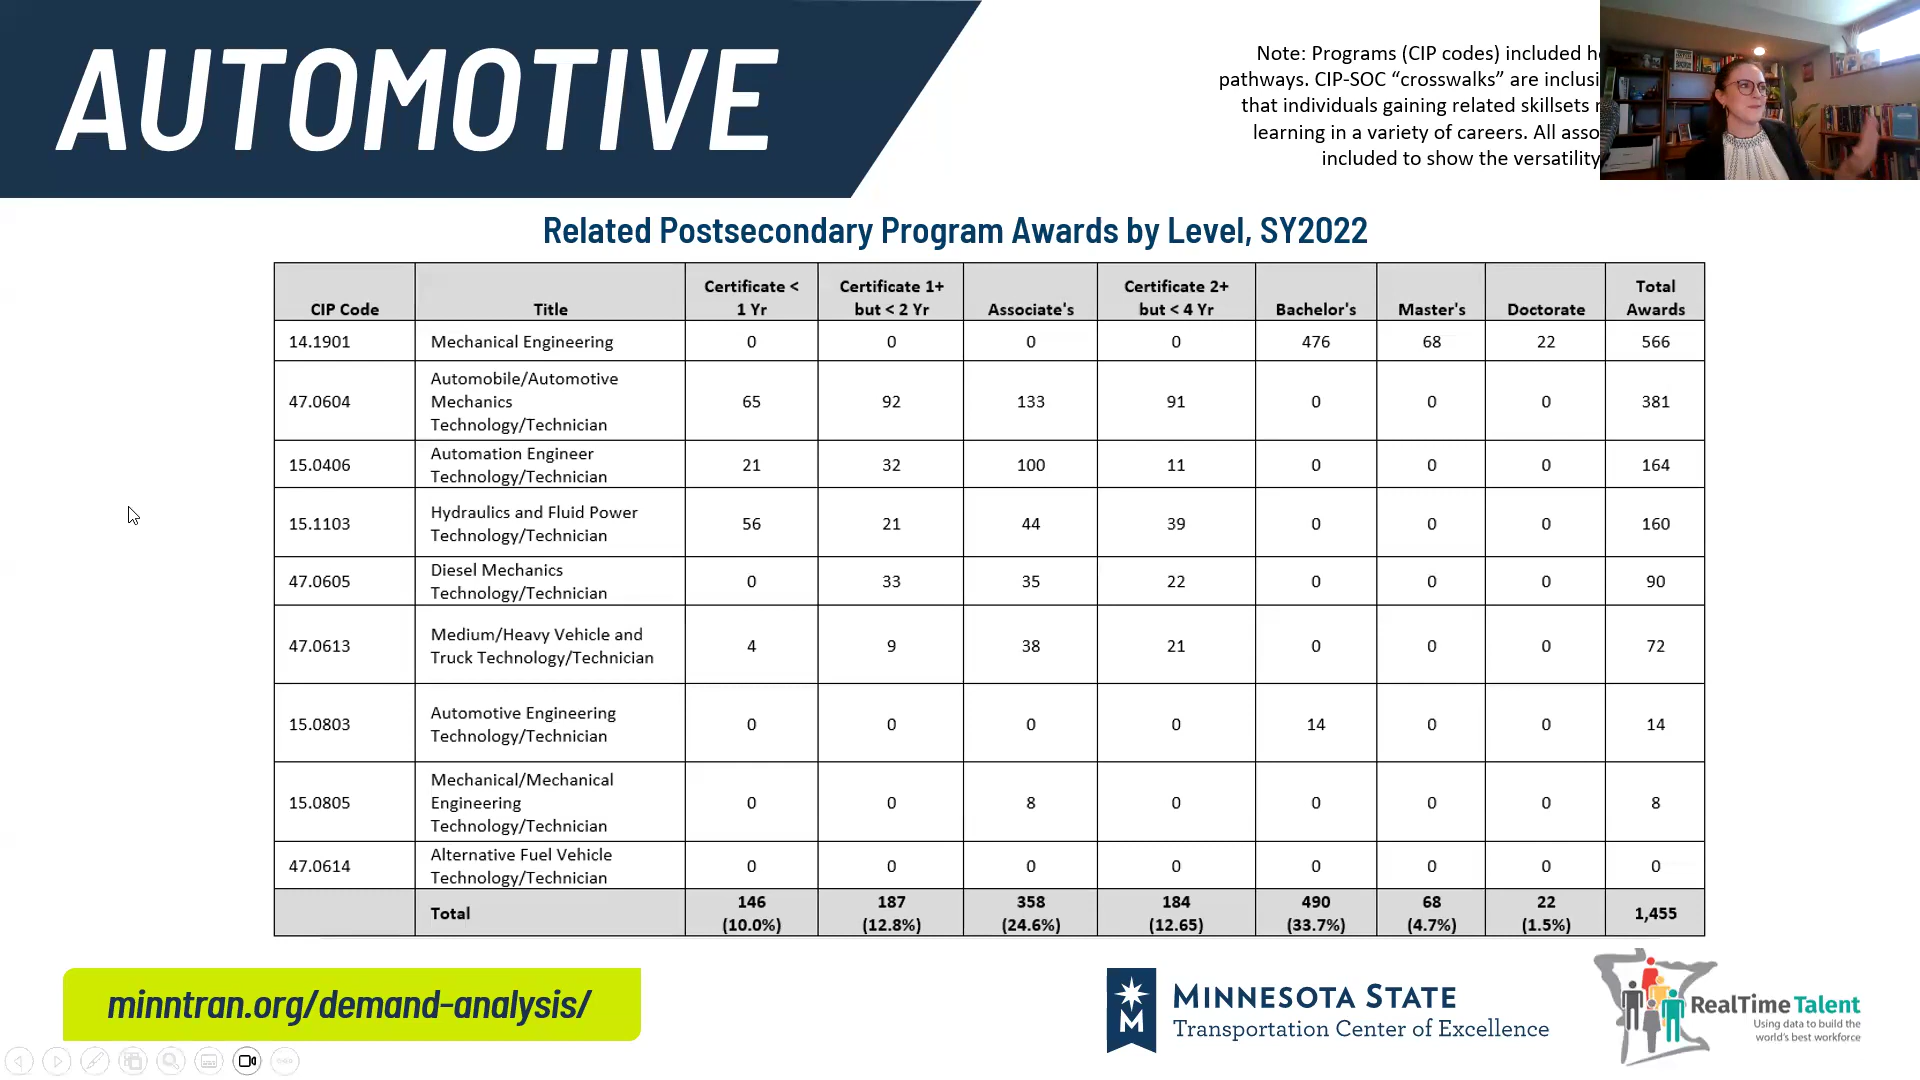 AUTOMOTIVE
Note: Programs (CIP codes) included
pathways. CIP-SOC “crosswalks” are
that individuals gaining related skillsets
learning in a variety of careers. All
included to show the versatility
Related Postsecondary Program Awards by Level, SY2022
CIP Code Title Certificate < 1 Yr Certificate 1+ but < 2 Yr Associate's Certificate 2+ but < 4 Yr Bachelor's Master's Doctorate Total Awards
14.1901 Mechanical Engineering 0 0 0 0 476 68 22 566
47.0604 Automobile/Automotive Mechanics Technology/Technician 65 92 133 91 0 0 0 381
15.0406 Automation Engineer Technology/Technician 21 32 100 11 0 0 0 164
15.1103 Hydraulics and Fluid Power Technology/Technician 56 21 44 39 0 0 0 160
47.0605 Diesel Mechanics Technology/Technician 0 33 35 22 0 0 0 90
47.0613 Medium/Heavy Vehicle and Truck Technology/Technician 4 9 38 21 0 0 0 72
15.0803 Automotive Engineering Technology/Technician 0 0 0 0 14 0 0 14
15.0805 Mechanical/Mechanical Engineering Technology/Technician 0 0 8 0 0 0 0 8
47.0614 Alternative Fuel Vehicle Technology/Technician 0 0 0 0 0 0 0 0
Total 146 (10.0%) 187 (12.8%) 358 (24.6%) 184 (12.65) 490 (33.7%) 68 (4.7%) 22 (1.5%) 1,455
minntran.org/demand-analysis/
M
MINNESOTA STATE
Transportation Center of Excellence
RealTime Talent
Using data to build the
world's best workforce